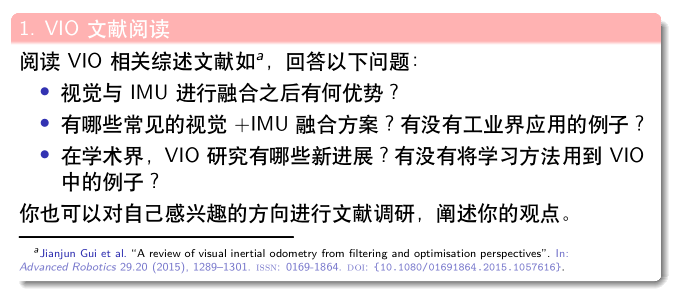 1. VIO 文献阅读
阅读 VIO 相关综述文献如a，回答以下问题：
• 视觉与 IMU 进行融合之后有何优势？
• 有哪些常见的视觉 +IMU 融合方案？有没有工业界应用的例子？
• 在学术界，VIO 研究有哪些新进展？有没有将学习方法用到 VIO
中的例子？
你也可以对自己感兴趣的方向进行文献调研，阐述你的观点。
aJianjun Gui et al. “A review of visual inertial odometry from filtering and optimisation perspectives”. In:
Advanced Robotics 29.20 (2015), 1289–1301. ISSN: 0169-1864. DOI: {10.1080/01691864.2015.1057616}.